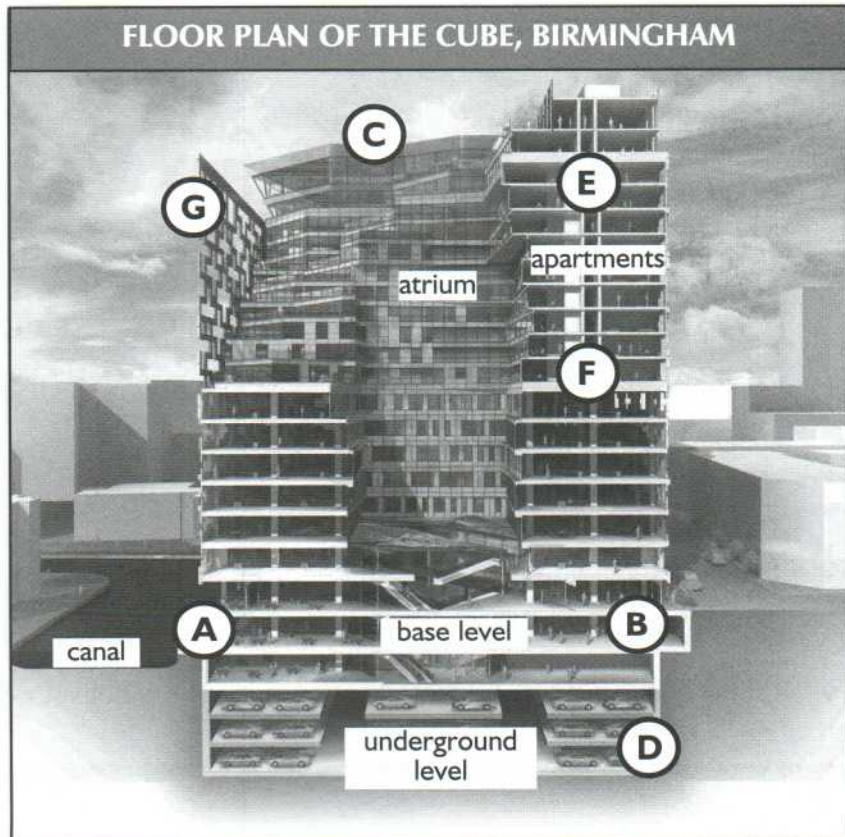 FLOOR PLAN OF THE CUBE, BIRMINGHAM
C
G
E
atrium
apartments
F
A
base level
B
canal
underground
level
D